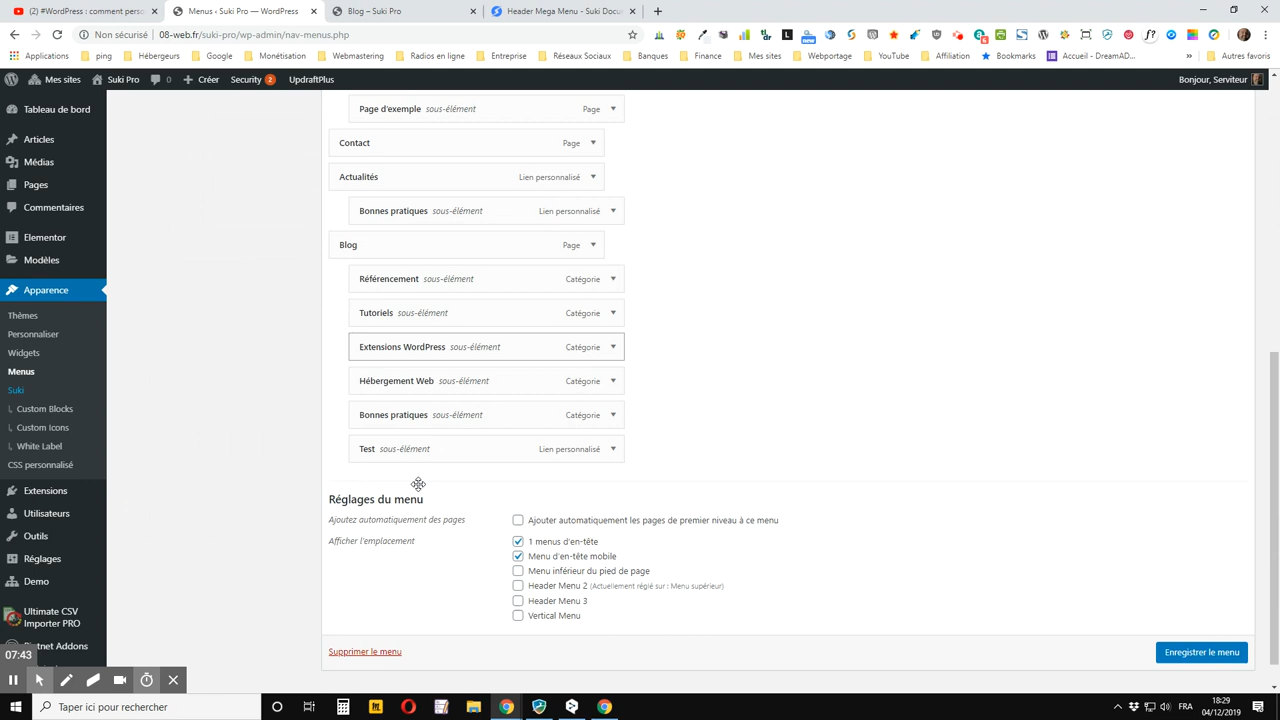 (2) #WordPress : comment perso
Menus ‹ Suki Pro — WordPress
Blog – Suki Pro
Header Mega Menu - Suki Docu
Non sécurisé
08-web.fr/suki-pro/wp-admin/nav-menus.php
Applications
ping
Hébergeurs
Google
Monétisation
Webmastering
Radios en ligne
Entreprise
Réseaux Sociaux
Banques
Finance
Mes sites
Webportage
YouTube
Affiliation
Bookmarks
Accueil - DreamAD...
»
Autres favoris
Mes sites
Suki Pro
0
Créer
Security 2
UpdraftPlus
Bonjour, Serviteur
Tableau de bord
Articles
Médias
Pages
Commentaires
Elementor
Modèles
Apparence
Thèmes
Personnaliser
Widgets
Menus
Suki
Custom Blocks
Custom Icons
White Label
CSS personnalisé
Extensions
Utilisateurs
Outils
Réglages
Demo
Ultimate CSV
Importer PRO
Page d'exemple sous-élément Page
Contact Page
Actualités Lien personnalisé
Bonnes pratiques sous-élément Lien personnalisé
Blog Page
Référencement sous-élément Catégorie
Tutoriels sous-élément Catégorie
Extensions WordPress sous-élément Catégorie
Hébergement Web sous-élément Catégorie
Bonnes pratiques sous-élément Catégorie
Test sous-élément Lien personnalisé
Réglages du menu
Ajoutez automatiquement des pages
Ajouter automatiquement les pages de premier niveau à ce menu
Afficher l'emplacement
1 menus d'en-tête
Menu d'en-tête mobile
Menu inférieur du pied de page
Header Menu 2 (Actuellement réglé sur : Menu supérieur)
Header Menu 3
Vertical Menu
Supprimer le menu
Enregistrer le menu
07:43
Taper ici pour rechercher
FR
18:29
04/12/2019